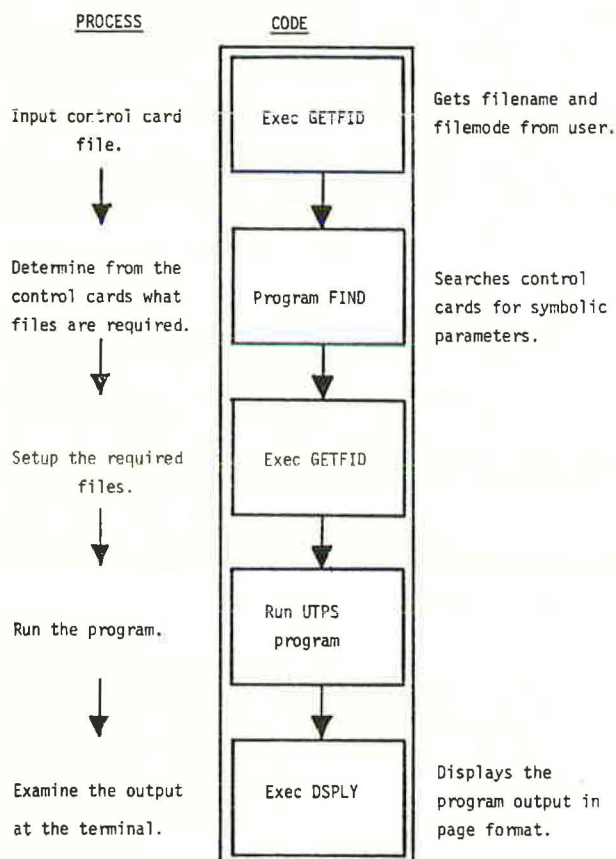 PROCESS
CODE
Input control card
file.
Exec GETFID
Gets filename and
filemode from user.
Determine from the
control cards what
files are required.
Program FIND
Searches control
cards for symbolic
parameters.
Setup the required
files.
Exec GETFID
Run the program.
Run UTPS
program
Examine the output
at the terminal.
Exec DSPLY
Displays the
program output in
page format.